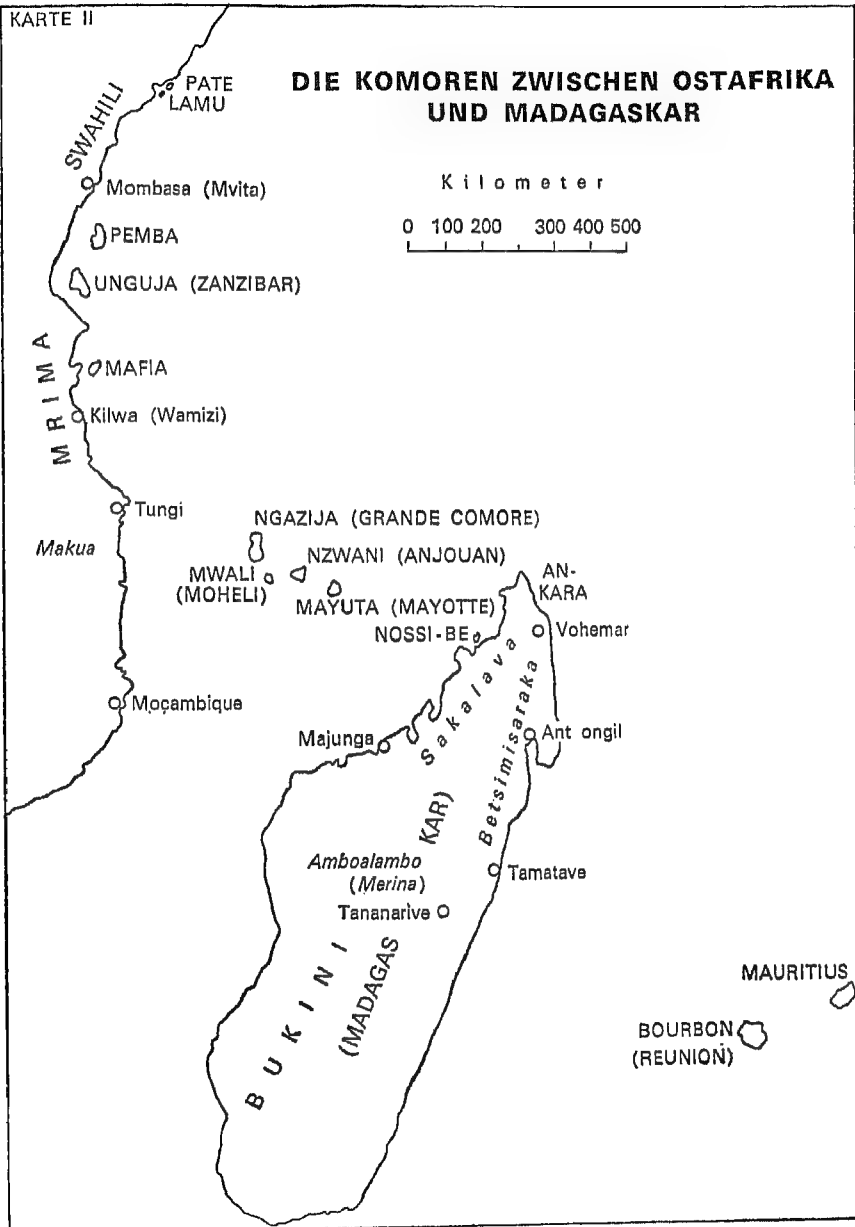 KARTE II
DIE KOMOREN ZWISCHEN OSTAFRIKA
UND MADAGASKAR
Kilometer
0 100 200 300 400 500
PATE
LAMU
SWAHILI
Mombasa (Mvita)
PEMBA
UNGUJA (ZANZIBAR)
MRIMA
MAFIA
Kilwa (Wamizi)
Tungi
Makua
NGAZIJA (GRANDE COMORE)
NZWANI (ANJOUAN)
MWALI
(MOHELI)
MAYUTA (MAYOTTE)
NOSSI-BE
AN-
KARA
Vohemar
Moçambique
Sakalava
Betsimisaraka
Majunga
Ant ongil
KAR)
Amboalambo
(Merina)
Tananarive
Tamatave
BUKINI
(MADAGAS
MAURITIUS
BOURBON
(REUNION)